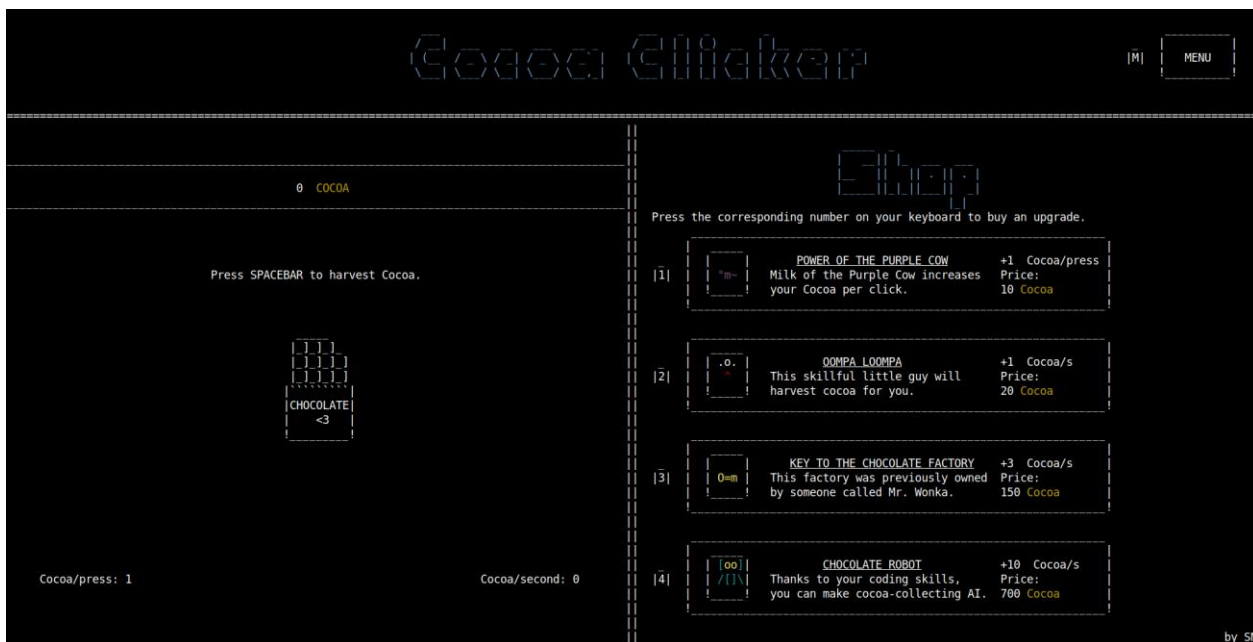 Cocoa Clicker
|M| MENU
0 COCOA
Shop
Press the corresponding number on your keyboard to buy an upgrade.
Press SPACEBAR to harvest Cocoa.
|1| °m~ POWER OF THE PURPLE COW +1 Cocoa/press
Milk of the Purple Cow increases Price:
your Cocoa per click. 10 Cocoa
CHOCOLATE
<3
|2| .o. OOMPA LOOMPA +1 Cocoa/s
This skillful little guy will Price:
harvest cocoa for you. 20 Cocoa
|3| O=m KEY TO THE CHOCOLATE FACTORY +3 Cocoa/s
This factory was previously owned Price:
by someone called Mr. Wonka. 150 Cocoa
|4| [oo] CHOCOLATE ROBOT +10 Cocoa/s
/[]\ Thanks to your coding skills, Price:
you can make cocoa-collecting AI. 700 Cocoa
Cocoa/press: 1 Cocoa/second: 0
by